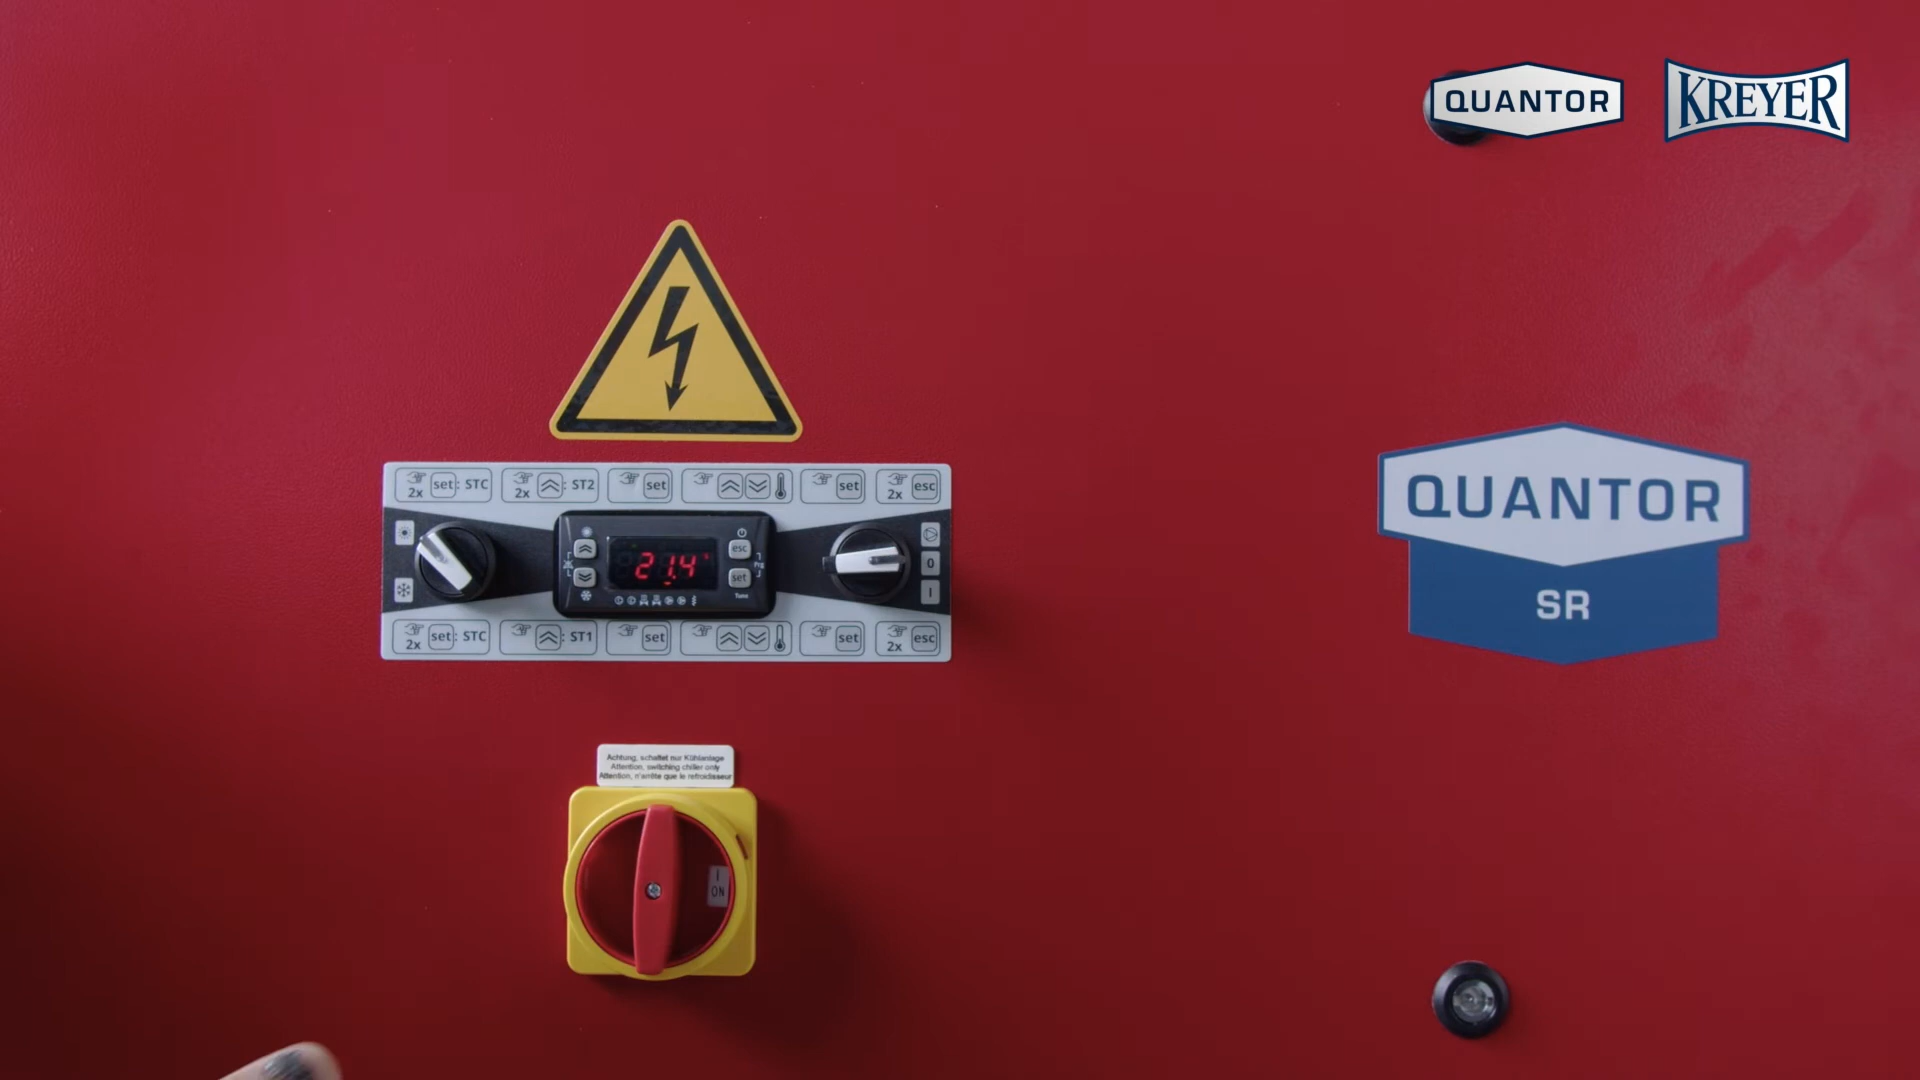 QUANTOR
KREYER
2x set: STC
2x : ST2
set
set
2x esc
QUANTOR
SR
esc
21.4°
set
Prg
Tune
0
I
2x set: STC
: ST1
set
set
2x esc
Achtung, schaltet nur Kühlanlage
Attention, switching chiller only
Attention, n'arrête que le refroidisseur
I
ON